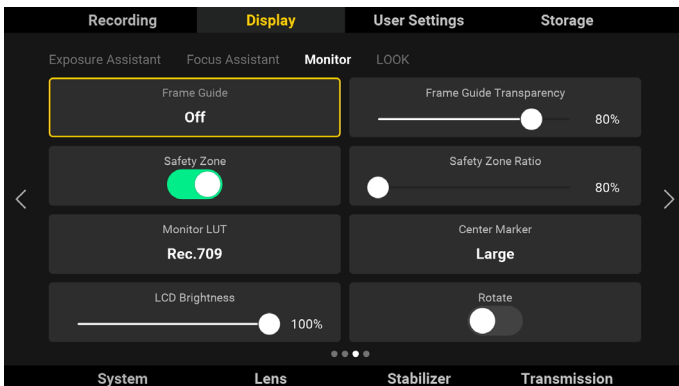 Recording Display User Settings Storage
Exposure Assistant Focus Assistant Monitor LOOK
Frame Guide
Off
Frame Guide Transparency
80%
Safety Zone
Safety Zone Ratio
80%
Monitor LUT
Rec.709
Center Marker
Large
LCD Brightness
100%
Rotate
System Lens Stabilizer Transmission